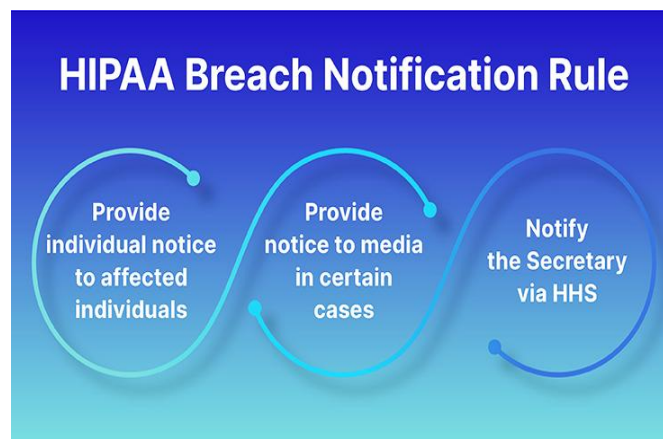 HIPAA Breach Notification Rule
Provide
individual notice
to affected
individuals
Provide
notice to media
in certain
cases
Notify
the Secretary
via HHS